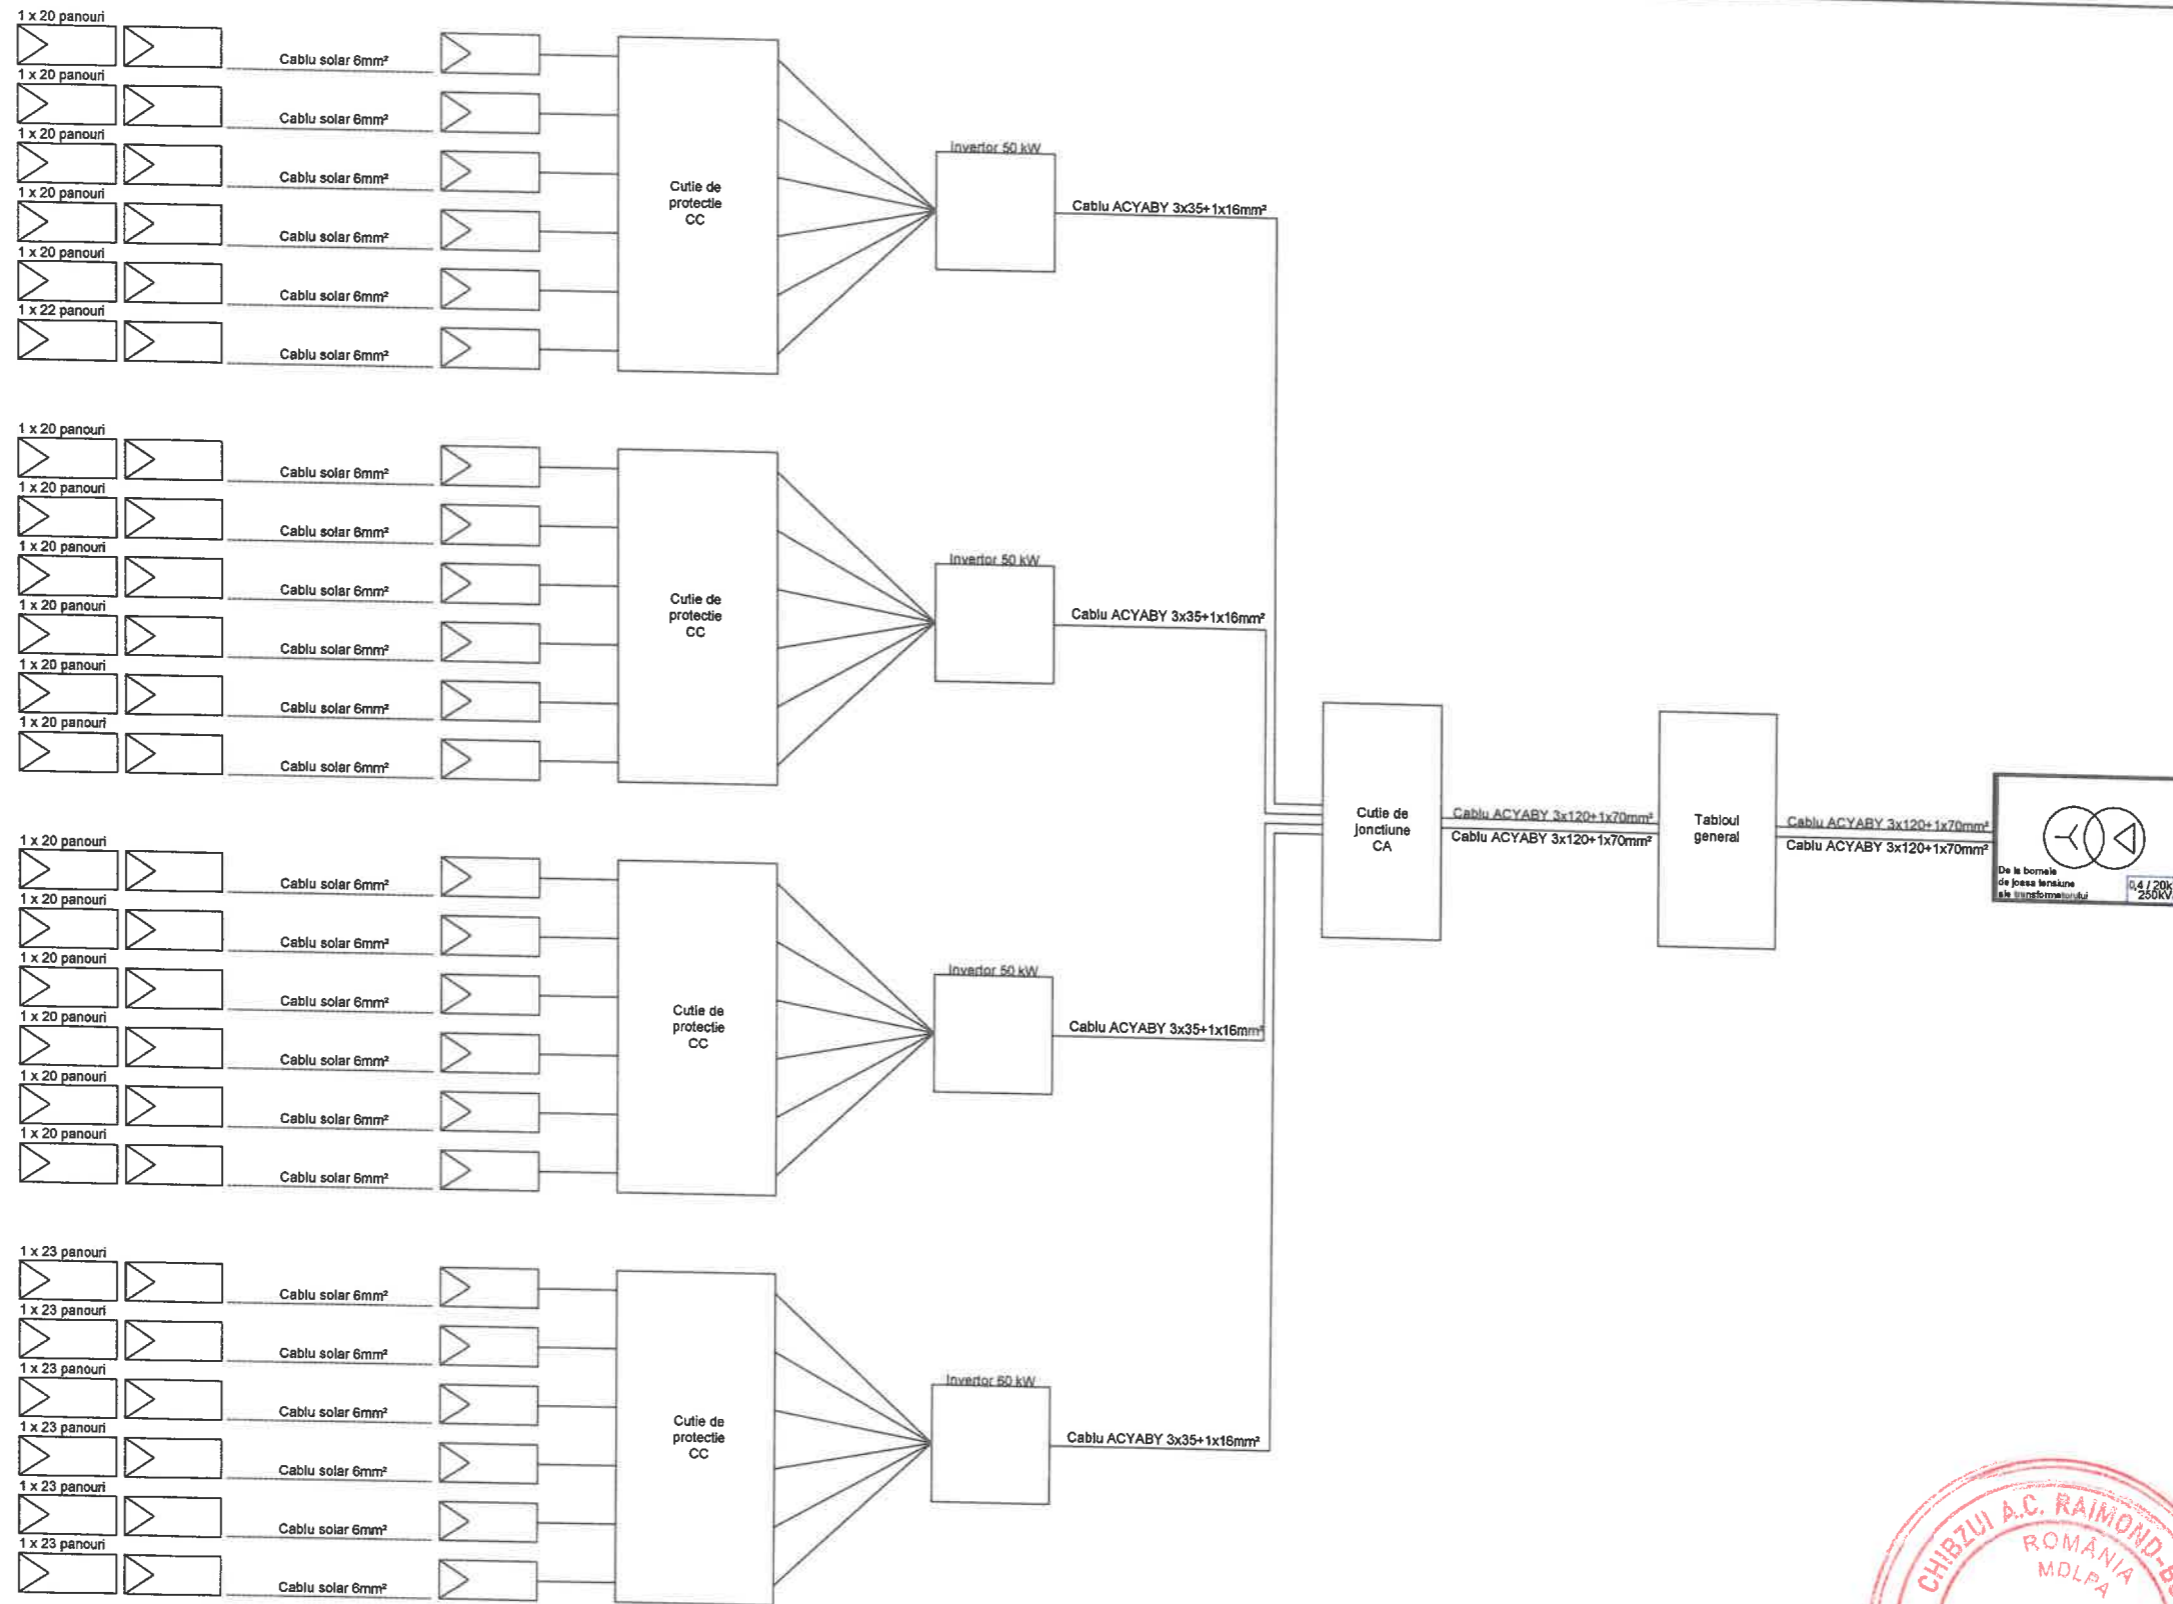 1 x 20 panouri
Cablu solar 6mm²
1 x 20 panouri
Cablu solar 6mm²
1 x 20 panouri
Cablu solar 6mm²
1 x 20 panouri
Cablu solar 6mm²
1 x 20 panouri
Cablu solar 6mm²
1 x 22 panouri
Cablu solar 6mm²
Cutie de
protectie
CC
Invertor 50 kW
Cablu ACYABY 3x35+1x16mm²
1 x 20 panouri
Cablu solar 6mm²
1 x 20 panouri
Cablu solar 6mm²
1 x 20 panouri
Cablu solar 6mm²
1 x 20 panouri
Cablu solar 6mm²
1 x 20 panouri
Cablu solar 6mm²
1 x 20 panouri
Cablu solar 6mm²
Cutie de
protectie
CC
Invertor 50 kW
Cablu ACYABY 3x35+1x16mm²
1 x 20 panouri
Cablu solar 6mm²
1 x 20 panouri
Cablu solar 6mm²
1 x 20 panouri
Cablu solar 6mm²
1 x 20 panouri
Cablu solar 6mm²
1 x 20 panouri
Cablu solar 6mm²
1 x 20 panouri
Cablu solar 6mm²
Cutie de
protectie
CC
Invertor 50 kW
Cablu ACYABY 3x35+1x16mm²
1 x 23 panouri
Cablu solar 6mm²
1 x 23 panouri
Cablu solar 6mm²
1 x 23 panouri
Cablu solar 6mm²
1 x 23 panouri
Cablu solar 6mm²
1 x 23 panouri
Cablu solar 6mm²
1 x 23 panouri
Cablu solar 6mm²
Cutie de
protectie
CC
Invertor 60 kW
Cablu ACYABY 3x35+1x16mm²
Cutie de
jonctiune
CA
Cablu ACYABY 3x120+1x70mm²
Cablu ACYABY 3x120+1x70mm²
Tabloul
general
Cablu ACYABY 3x120+1x70mm²
Cablu ACYABY 3x120+1x70mm²
De la bornele
de joasa tensiune
ale transformatorului
0,4 / 20k
250kV
CHIBZUI A.C. RAIMOND-B
ROMÂNIA
MDLPA